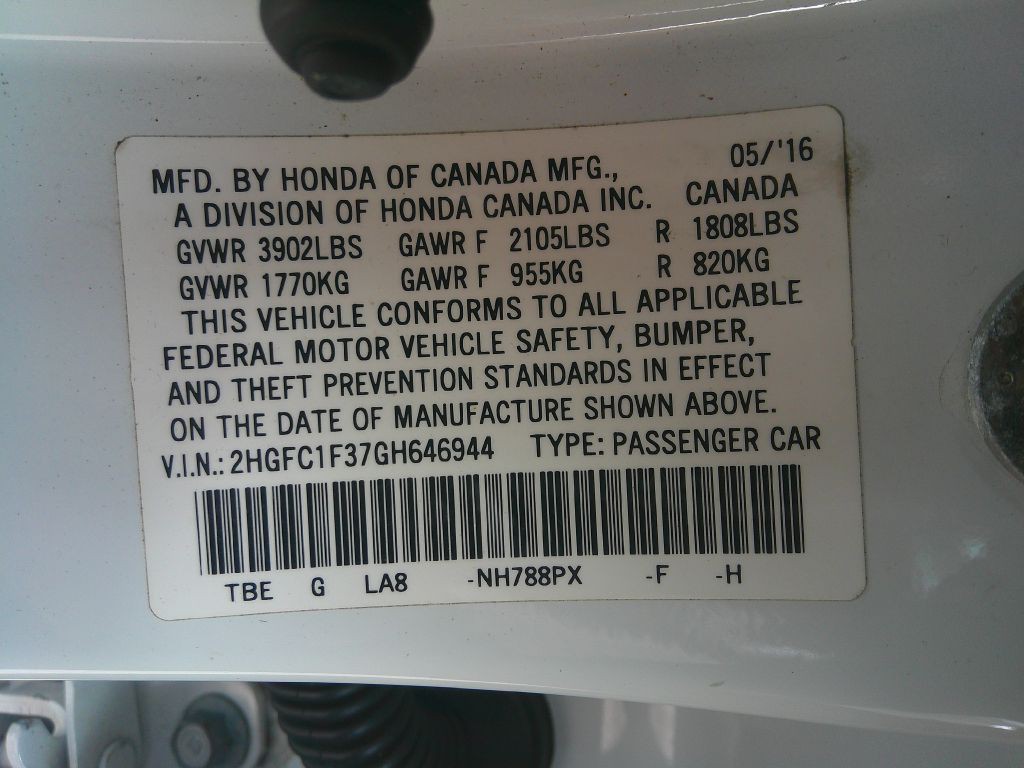 05/'16
MFD. BY HONDA OF CANADA MFG.,
A DIVISION OF HONDA CANADA INC. CANADA
GVWR 3902LBS GAWR F 2105LBS R 1808LBS
GVWR 1770KG GAWR F 955KG R 820KG
THIS VEHICLE CONFORMS TO ALL APPLICABLE
FEDERAL MOTOR VEHICLE SAFETY, BUMPER,
AND THEFT PREVENTION STANDARDS IN EFFECT
ON THE DATE OF MANUFACTURE SHOWN ABOVE.
V.I.N.: 2HGFC1F37GH646944 TYPE: PASSENGER CAR
TBE G LA8 -NH788PX -F -H